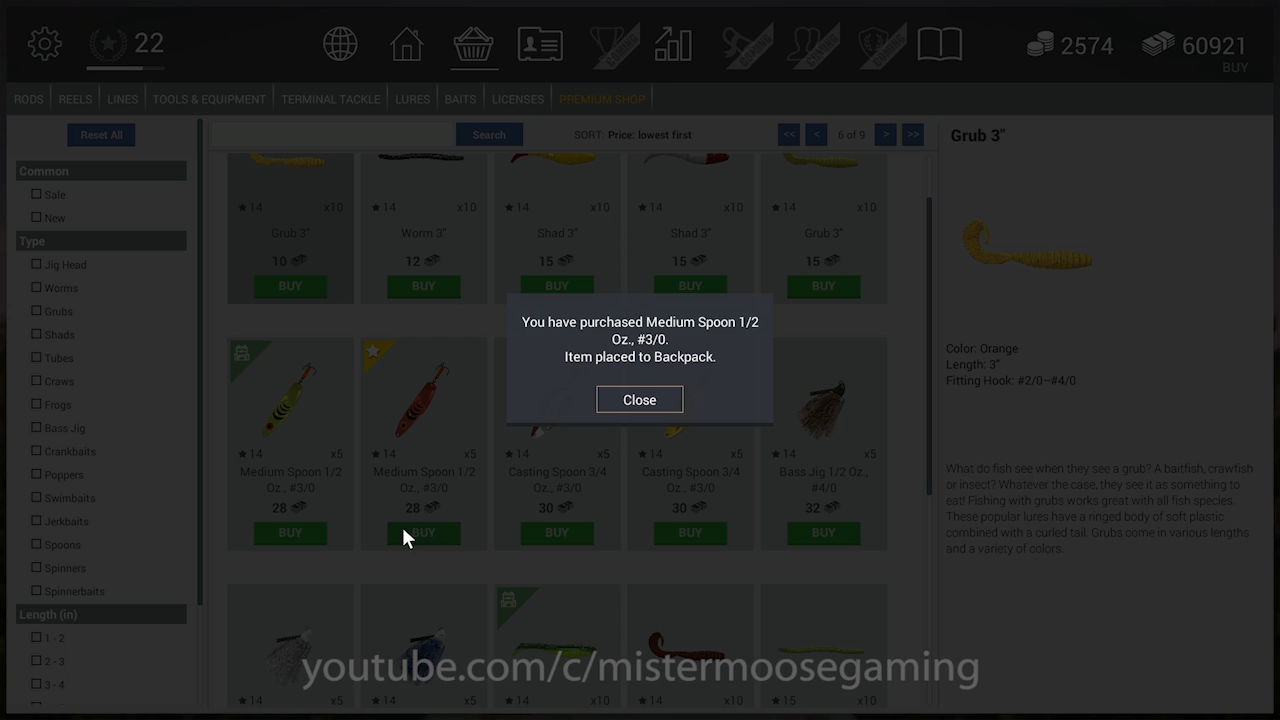 22
2574
60921
BUY
RODS REELS LINES TOOLS & EQUIPMENT TERMINAL TACKLE LURES BAITS LICENSES PREMIUM SHOP
Reset All
Search
SORT: Price: lowest first
<< < 6 of 9 > >>
Common
Sale
New
Type
Jig Head
Worms
Grubs
Shads
Tubes
Craws
Frogs
Bass Jig
Crankbaits
Poppers
Swimbaits
Jerkbaits
Spoons
Spinners
Spinnerbaits
Length (in)
1 - 2
2 - 3
3 - 4
14 x10 14 x10 14 x10 14 x10 14 x10
Grub 3" Worm 3" Shad 3" Shad 3" Grub 3"
10 12 15 15 15
BUY BUY BUY BUY BUY
You have purchased Medium Spoon 1/2
Oz., #3/0.
Item placed to Backpack.
Close
14 x5 14 x5 14 x5 14 x5 14 x5
Medium Spoon 1/2 Medium Spoon 1/2 Casting Spoon 3/4 Casting Spoon 3/4 Bass Jig 1/2 Oz.,
Oz., #3/0 Oz., #3/0 Oz., #3/0 Oz., #3/0 #4/0
28 28 30 30 32
BUY BUY BUY BUY BUY
14 x5 14 x5 14 x10 14 x10 14 x10
Grub 3"
Color: Orange
Length: 3"
Fitting Hook: #2/0–#4/0
What do fish see when they see a grub? A baitfish, crawfish
or insect? Whatever the case, they see it as something to
eat! Fishing with grubs works great with all fish species.
These popular lures have a ringed body of soft plastic
combined with a curled tail. Grubs come in various lengths
and a variety of colors.
youtube.com/c/mistermoosegaming